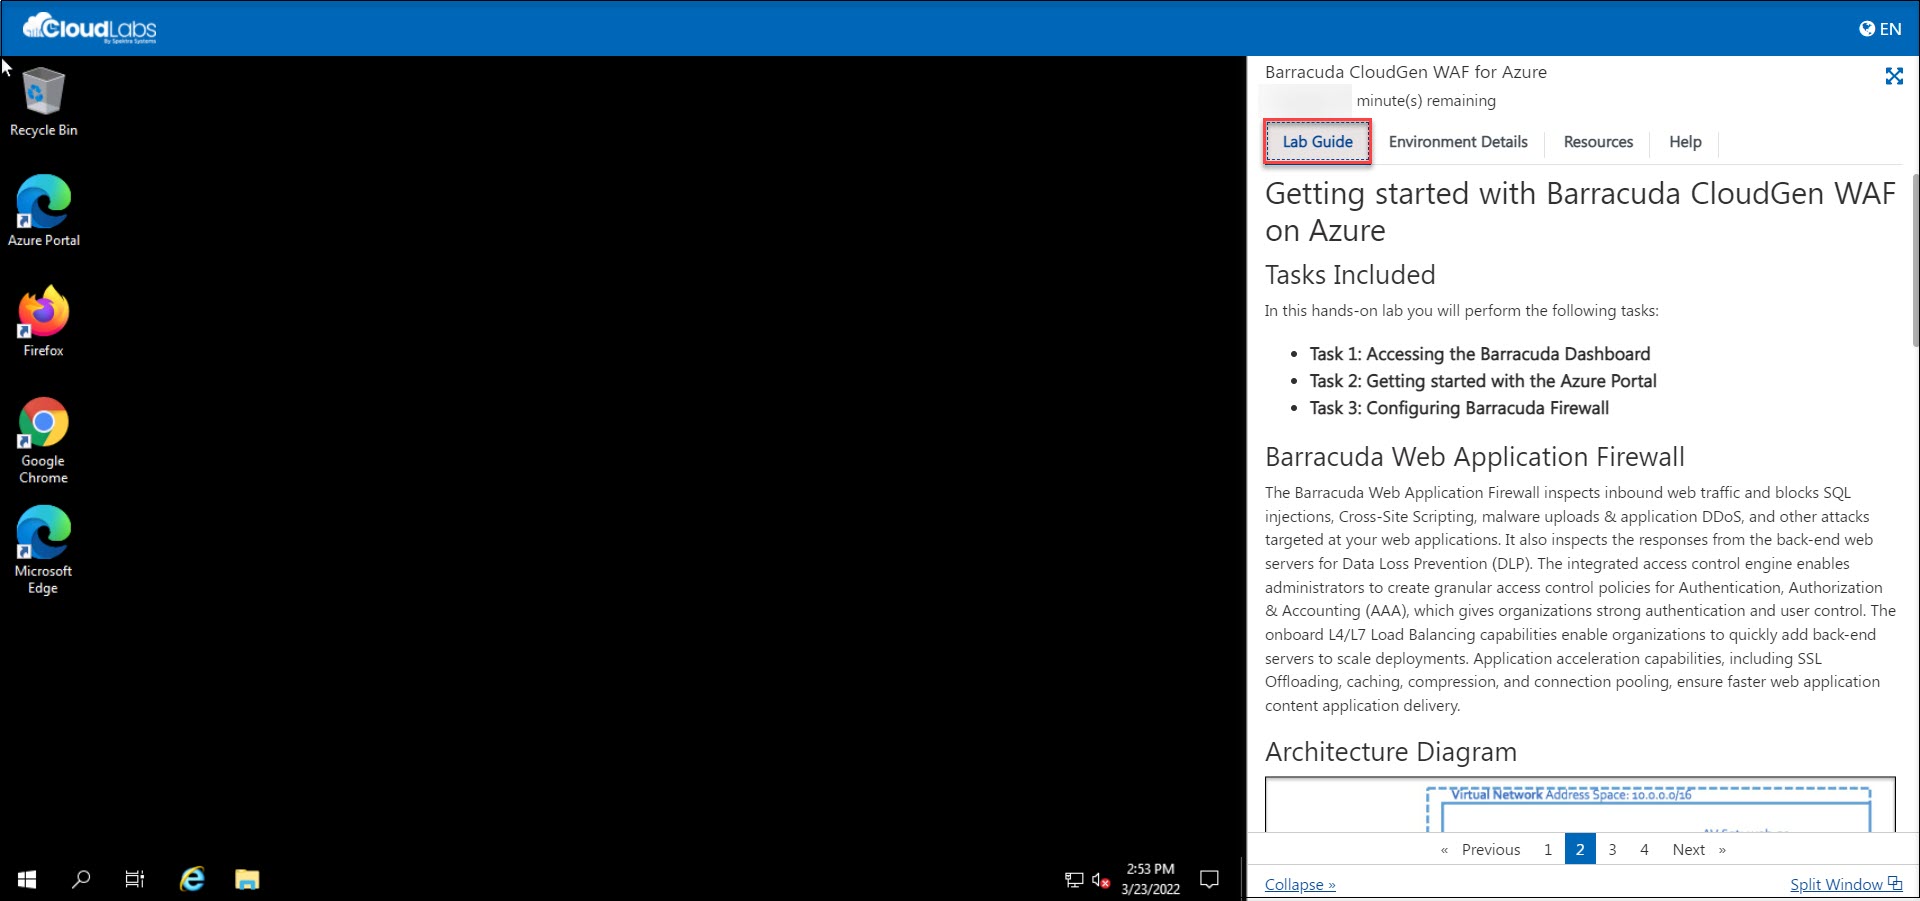 CloudLabs
By Spektra Systems
EN
Recycle Bin
Azure Portal
Firefox
Google
Chrome
Microsoft
Edge
2:53 PM
3/23/2022
Barracuda CloudGen WAF for Azure
minute(s) remaining
Lab Guide
Environment Details
Resources
Help
Getting started with Barracuda CloudGen WAF
on Azure
Tasks Included
In this hands-on lab you will perform the following tasks:
• Task 1: Accessing the Barracuda Dashboard
• Task 2: Getting started with the Azure Portal
• Task 3: Configuring Barracuda Firewall
Barracuda Web Application Firewall
The Barracuda Web Application Firewall inspects inbound web traffic and blocks SQL
injections, Cross-Site Scripting, malware uploads & application DDoS, and other attacks
targeted at your web applications. It also inspects the responses from the back-end web
servers for Data Loss Prevention (DLP). The integrated access control engine enables
administrators to create granular access control policies for Authentication, Authorization
& Accounting (AAA), which gives organizations strong authentication and user control. The
onboard L4/L7 Load Balancing capabilities enable organizations to quickly add back-end
servers to scale deployments. Application acceleration capabilities, including SSL
Offloading, caching, compression, and connection pooling, ensure faster web application
content application delivery.
Architecture Diagram
Virtual Network Address Space: 10.0.0.0/16
« Previous 1 2 3 4 Next »
Collapse »
Split Window